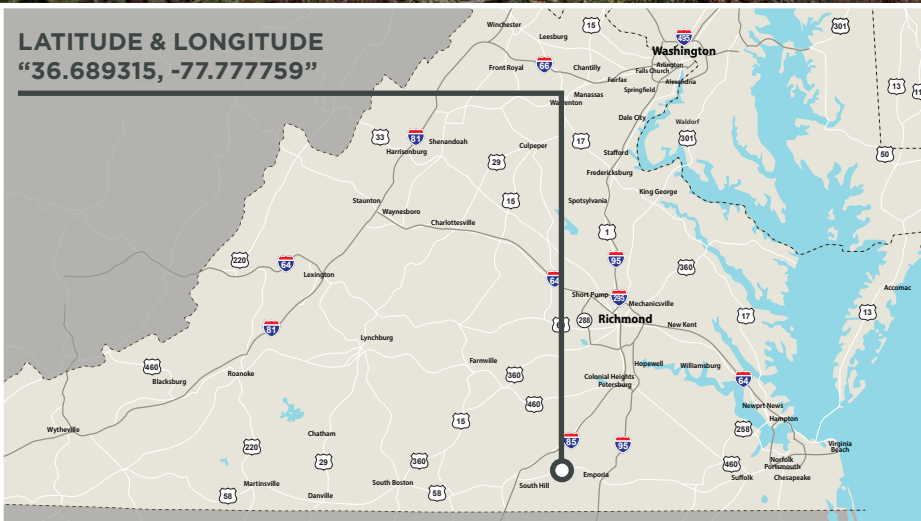 LATITUDE & LONGITUDE
“36.689315, -77.777759”
Winchester
15
Leesburg
301
495
Washington
Front Royal
66
Chantilly
Arlington
Falls Church
Fairfax
Alexandria
Springfield
13
Manassas
Dale City
Waldorf
33
81
Shenandoah
Harrisonburg
Culpeper
17
301
50
Stafford
29
Fredericksburg
King George
15
Staunton
Waynesboro
Spotsylvania
Charlottesville
1
220
64
95
360
Lexington
64
Accomac
Short Pump
295
Mechanicsville
288
Richmond
17
13
New Kent
81
Lynchburg
460
Blacksburg
Roanoke
Farmville
360
Hopewell
Williamsburg
Colonial Heights
Petersburg
64
460
Newprt News
Hampton
15
Wytheville
Chatham
258
220
85
95
Virginia
Beach
29
360
460
Norfolk
Portsmouth
Emporia
Suffolk
Chesapeake
Martinsville
58
Danville
South Boston
58
South Hill